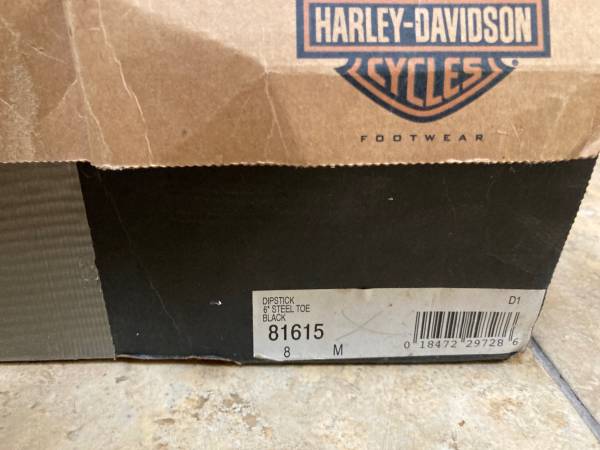 HARLEY-DAVIDSON
CYCLES
FOOTWEAR
DIPSTICK D1
6" STEEL TOE
BLACK
81615
8 M
0 18472 29728 6